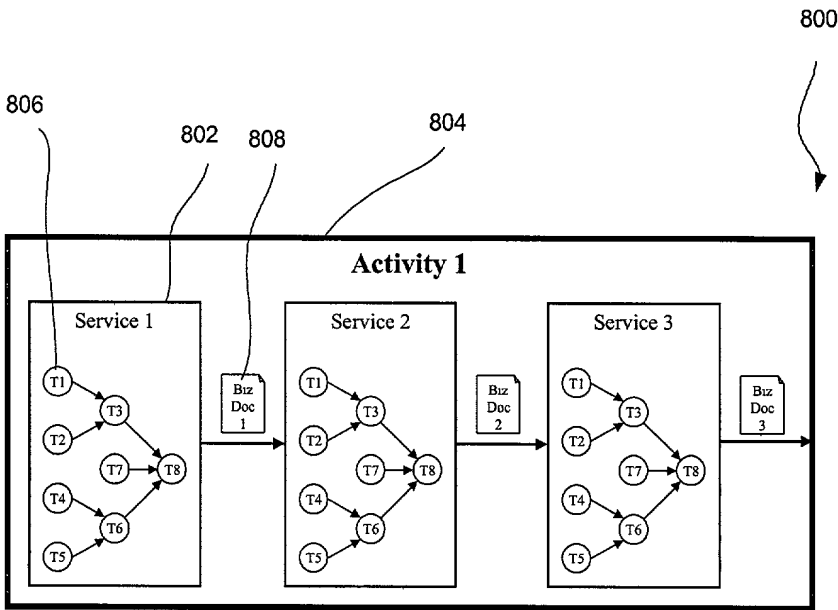 800
806
802
808
804
Activity 1
Service 1
T1
T2
T3
T7
T8
T4
T6
T5
Biz
Doc
1
Service 2
T1
T2
T3
T7
T8
T4
T6
T5
Biz
Doc
2
Service 3
T1
T2
T3
T7
T8
T4
T6
T5
Biz
Doc
3